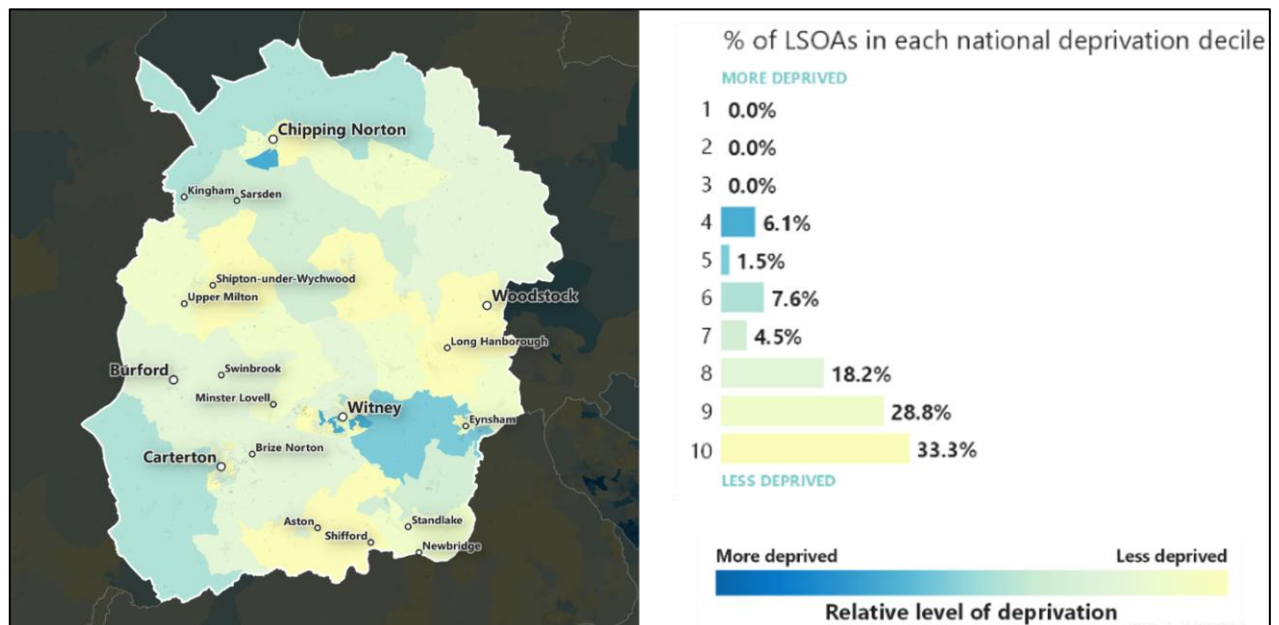 Chipping Norton
Kingham
Sarsden
Shipton-under-Wychwood
Upper Milton
Woodstock
Long Hanborough
Burford
Swinbrook
Minster Lovell
Witney
Eynsham
Brize Norton
Carterton
Aston
Shifford
Standlake
Newbridge
% of LSOAs in each national deprivation decile
MORE DEPRIVED
1 0.0%
2 0.0%
3 0.0%
4 6.1%
5 1.5%
6 7.6%
7 4.5%
8 18.2%
9 28.8%
10 33.3%
LESS DEPRIVED
More deprived Less deprived
Relative level of deprivation